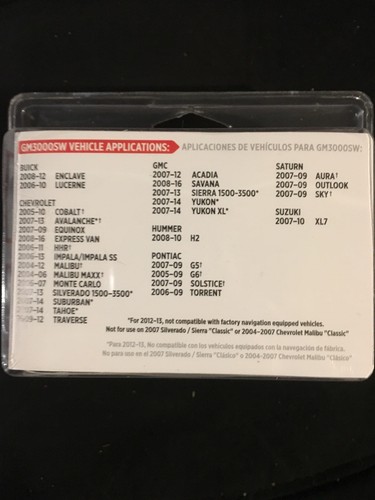 GM3000SW VEHICLE APPLICATIONS: APLICACIONES DE VEHÍCULOS PARA GM3000SW:
BUICK
2008-12 ENCLAVE
2006-10 LUCERNE
CHEVROLET
2005-10 COBALT†
2007-13 AVALANCHE*†
2007-09 EQUINOX
2008-16 EXPRESS VAN
2006-11 HHR†
2006-13 IMPALA/IMPALA SS
2004-12 MALIBU†
2004-06 MALIBU MAXX†
-07 MONTE CARLO
-13 SILVERADO 1500-3500*
-14 SUBURBAN*
-14 TAHOE*
-12 TRAVERSE
GMC
2007-12 ACADIA
2008-16 SAVANA
2007-13 SIERRA 1500-3500*
2007-14 YUKON*
2007-14 YUKON XL*
HUMMER
2008-10 H2
PONTIAC
2007-09 G5†
2005-09 G6†
2007-09 SOLSTICE†
2006-09 TORRENT
SATURN
2007-09 AURA†
2007-09 OUTLOOK
2007-09 SKY†
SUZUKI
2007-10 XL7
*For 2012-13, not compatible with factory navigation equipped vehicles.
Not for use on 2007 Silverado / Sierra "Classic" or 2004-2007 Chevrolet Malibu "Classic"
*Para 2012-13, No compatible con los vehículos equipados con la navegación de fábrica.
No para uso en el 2007 Silverado / Sierra "Clásico" o 2004-2007 Chevrolet Malibu "Clásico"